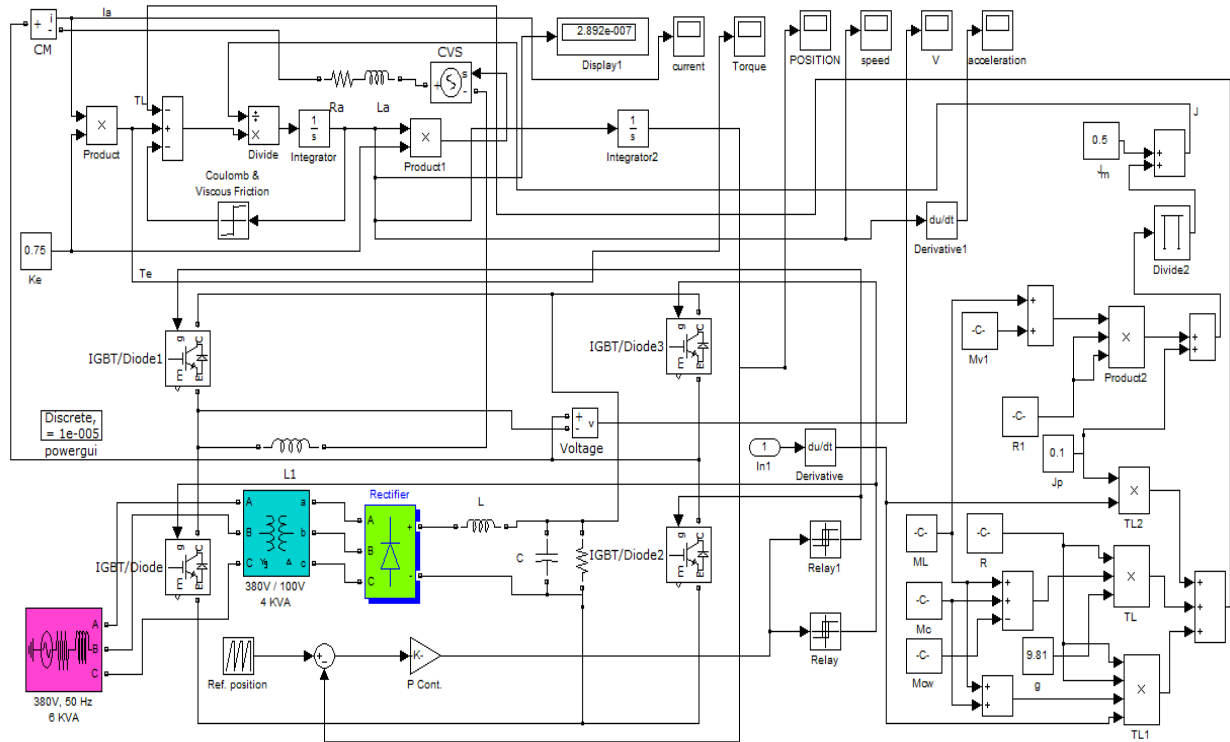 i
+
-
CM
Ia
2.892e-007
Display1
current
Torque
POSITION
speed
V
acceleration
CVS
s
+
-
TL
Ra
La
−
+
−
÷
×
Divide
1
s
Integrator
×
Product
×
Product1
1
s
Integrator2
Coulomb &
Viscous Friction
0.75
Ke
Te
J
0.5
Jm
+
+
du/dt
Derivative1
Divide2
g
C
E
IGBT/Diode1
g
C
E
IGBT/Diode3
-C-
Mv1
+
+
×
Product2
+
+
-C-
R1
0.1
Jp
Discrete,
= 1e-005
powergui
+
-
v
Voltage
1
In1
du/dt
Derivative
L1
Rectifier
L
C
A
B
C
a
b
c
Yg
Δ
380V / 100V
4 KVA
A
B
C
+
-
g
C
E
IGBT/Diode
g
C
E
IGBT/Diode2
Relay1
Relay
×
TL2
-C-
ML
-C-
R
-C-
Mc
-C-
Mcw
+
+
−
×
TL
9.81
g
+
+
×
TL1
+
+
+
A
B
C
380V, 50 Hz
6 KVA
Ref. position
+
−
K-
P Cont.